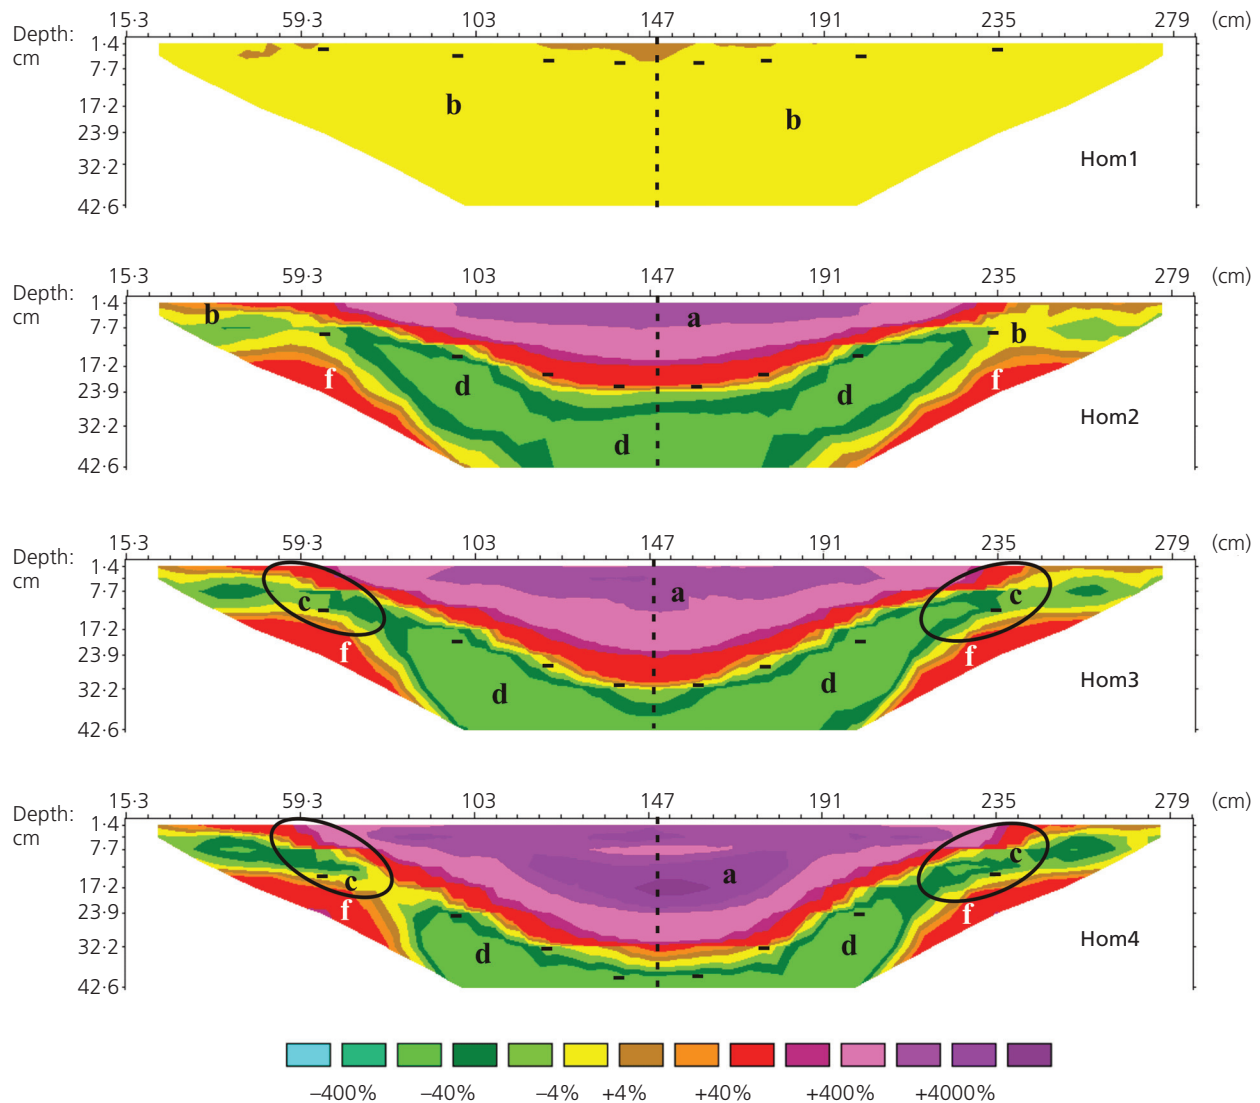 15·3 59·3 103 147 191 235 279 (cm)
Depth:
cm
1·4
7·7
17·2
23·9
32·2
42·6
b b
Hom1
15·3 59·3 103 147 191 235 279 (cm)
Depth:
cm
1·4
7·7
17·2
23·9
32·2
42·6
b a b
f d d f
d
Hom2
15·3 59·3 103 147 191 235 279 (cm)
Depth:
cm
1·4
7·7
17·2
23·9
32·2
42·6
c a c
f f
d d
Hom3
15·3 59·3 103 147 191 235 279 (cm)
Depth:
cm
1·4
7·7
17·2
23·9
32·2
42·6
c a c
f f
d d
Hom4
–400% –40% –4% +4% +40% +400% +4000%